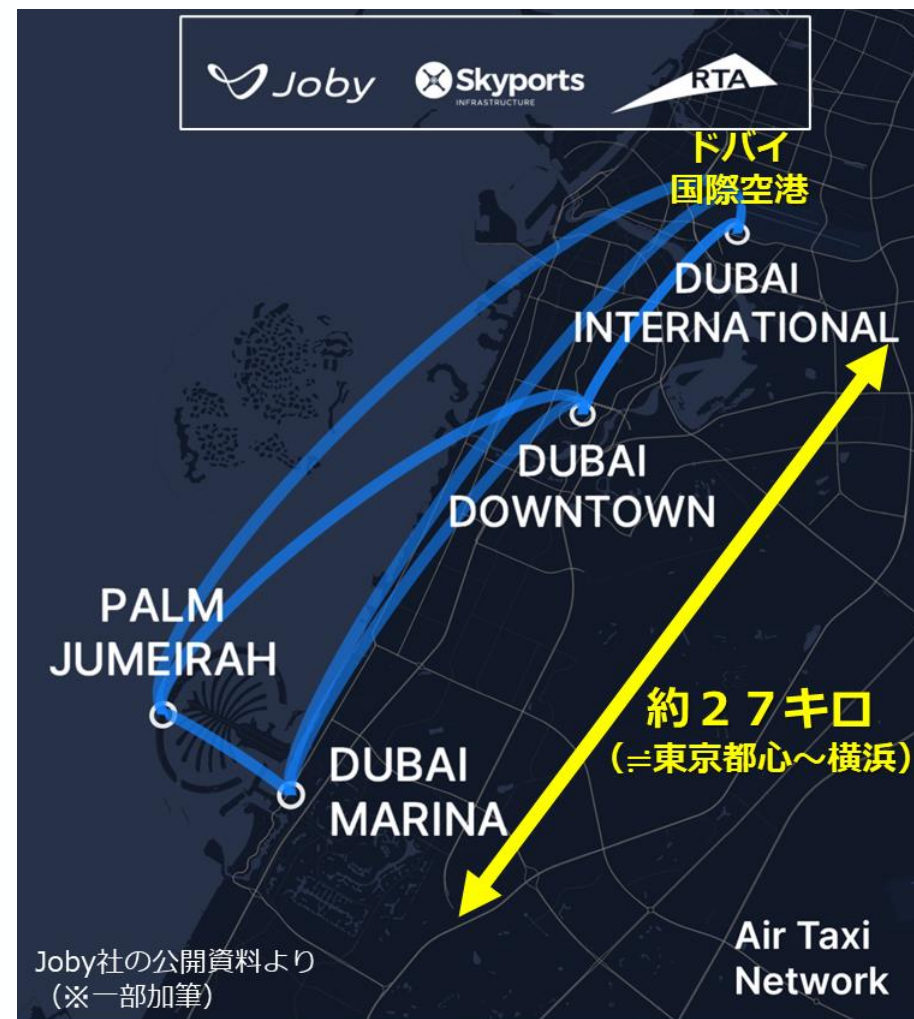 Joby
Skyports
INFRASTRUCTURE
RTA
ドバイ
国際空港
DUBAI
INTERNATIONAL
DUBAI
DOWNTOWN
PALM
JUMEIRAH
約２７キロ
(≒東京都心～横浜)
DUBAI
MARINA
Air Taxi
Network
Joby社の公開資料より
（※一部加筆）